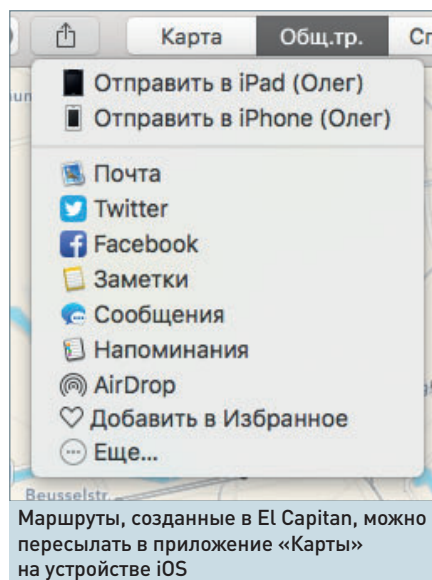 Карта Общ.тр. Сп
Отправить в iPad (Олег)
Отправить в iPhone (Олег)
Почта
Twitter
Facebook
Заметки
Сообщения
Напоминания
AirDrop
Добавить в Избранное
Еще...
Beusselstr.
Маршруты, созданные в El Capitan, можно
пересылать в приложение «Карты»
на устройстве iOS